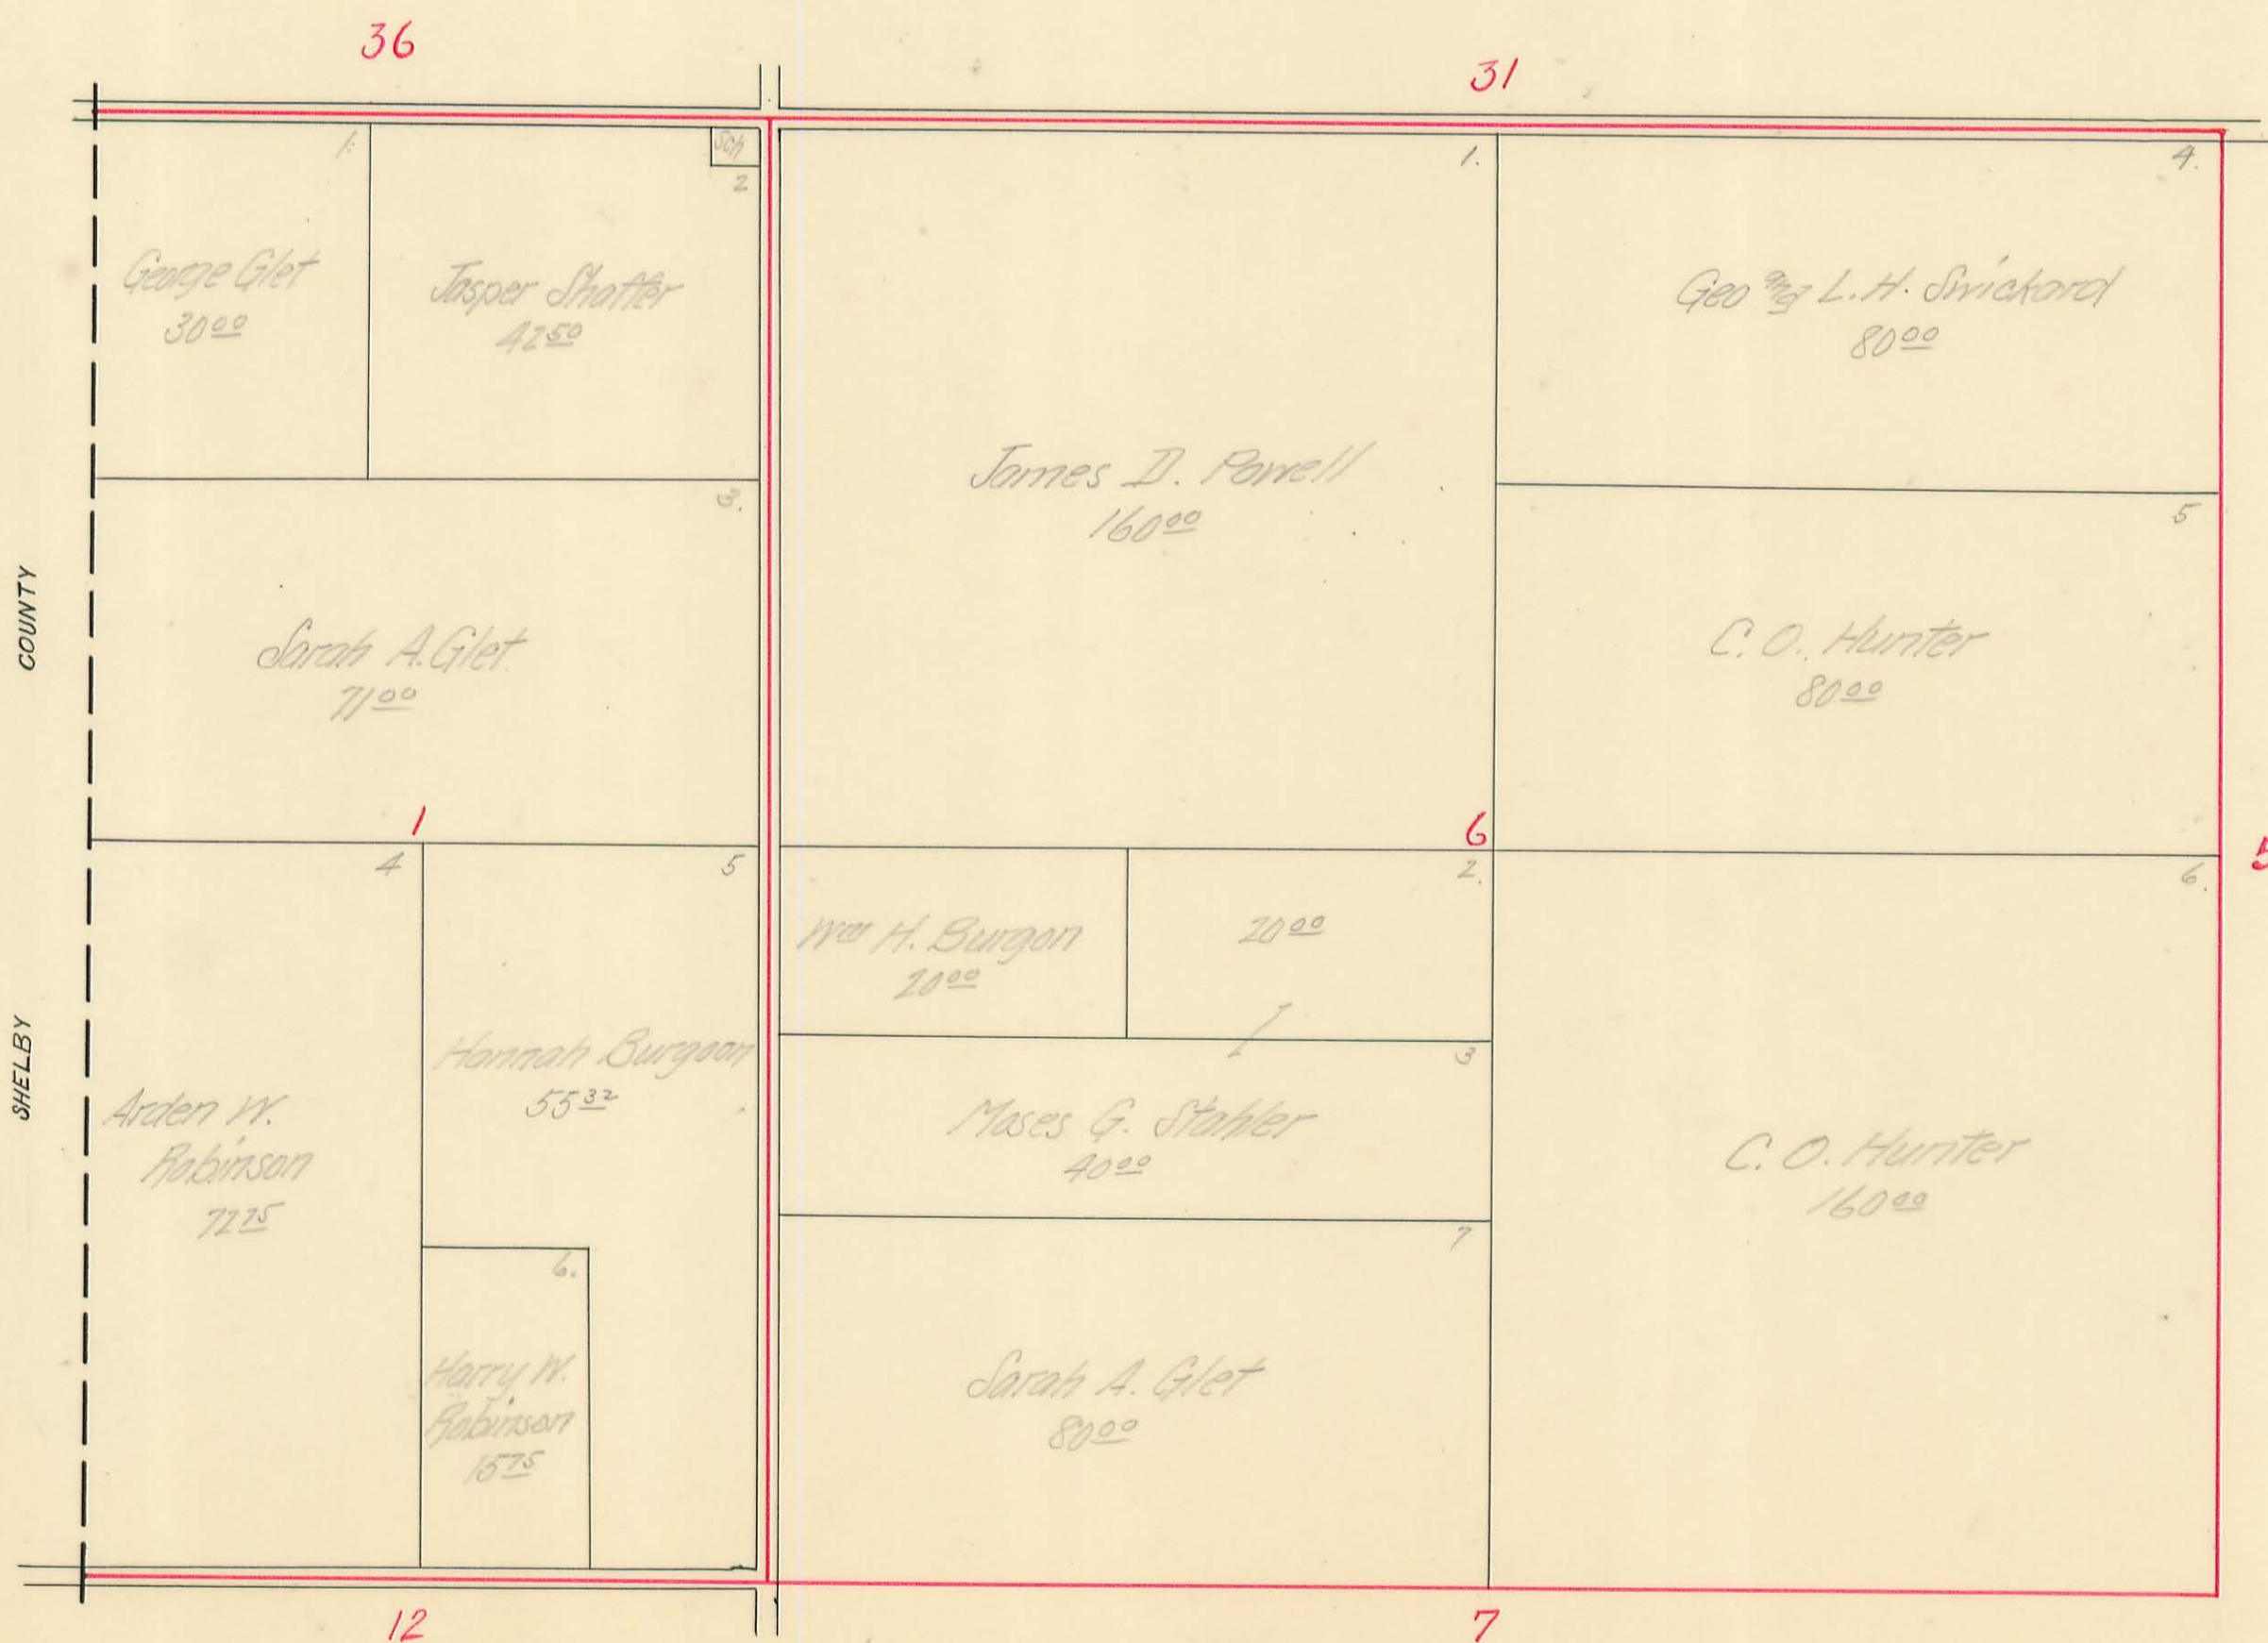 36
31
1.
Sch
2
George Glet
30 00
Jasper Shaffer
42 50
3.
Sarah A. Glet
71 00
1
COUNTY
SHELBY
4
Arden W.
Robinson
72 75
5
Hannah Burgoon
55 32
6.
Harry W.
Robinson
15 75
12
1.
James D. Powell
160 00
4.
Geo and L. H. Swickard
80 00
5
C. O. Hunter
80 00
6
5
2.
Wm H. Burgon
20 00
20 00
3
Moses G. Stahler
40 00
7
Sarah A. Glet
80 00
6.
C. O. Hunter
160 00
7